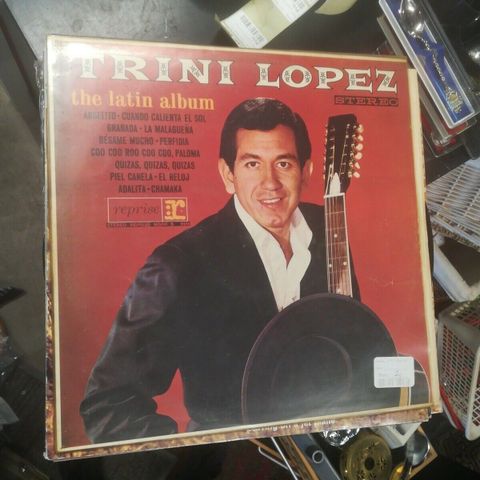 TRINI LOPEZ
STEREO
the latin album
ANGELITO · CUANDO CALIENTA EL SOL
GRANADA · LA MALAGUEÑA
BÉSAME MUCHO · PERFIDIA
COO COO ROO COO COO, PALOMA
QUIZAS, QUIZAS, QUIZAS
PIEL CANELA · EL RELOJ
ADALITA · CHAMAKA
reprise